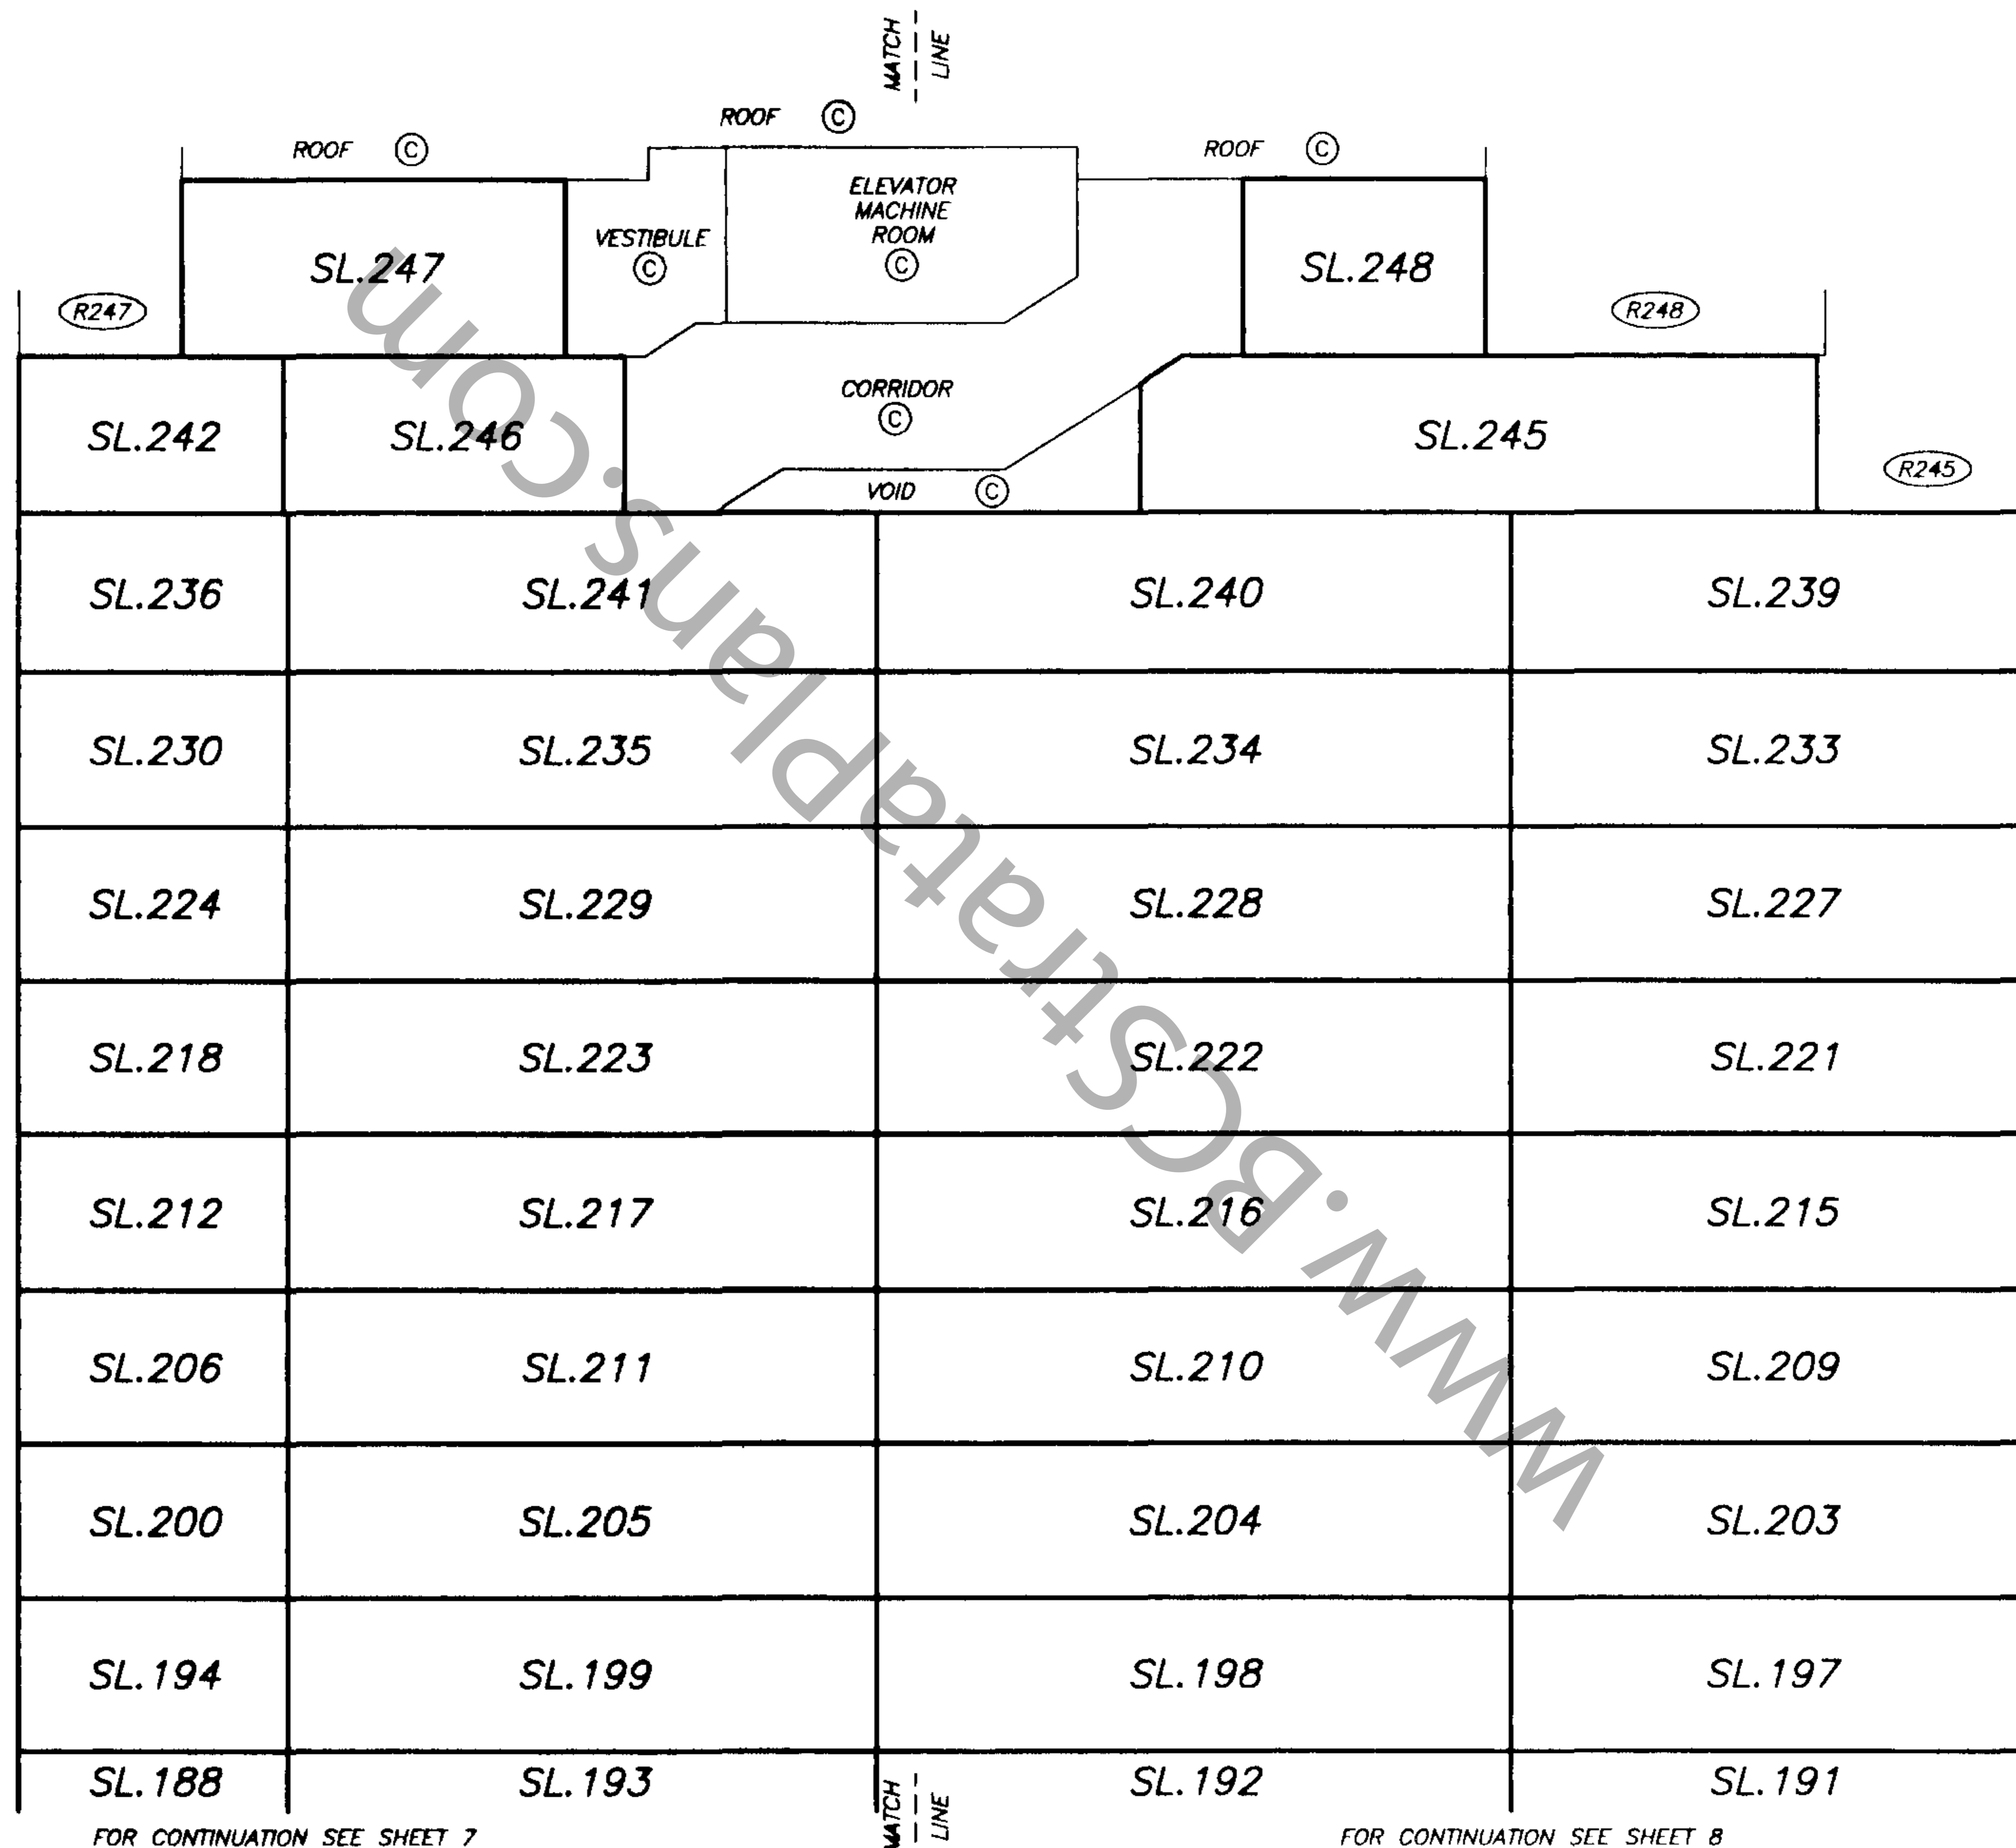 MATCH
LINE
ROOF Ⓒ
ROOF Ⓒ
ROOF Ⓒ
ELEVATOR
MACHINE
ROOM
Ⓒ
VESTIBULE
Ⓒ
SL.247
SL.248
R247
R248
CORRIDOR
Ⓒ
SL.242 SL.246 SL.245
R245
VOID Ⓒ
SL.236 SL.241 SL.240 SL.239
SL.230 SL.235 SL.234 SL.233
SL.224 SL.229 SL.228 SL.227
SL.218 SL.223 SL.222 SL.221
SL.212 SL.217 SL.216 SL.215
SL.206 SL.211 SL.210 SL.209
SL.200 SL.205 SL.204 SL.203
SL.194 SL.199 SL.198 SL.197
SL.188 SL.193 SL.192 SL.191
MATCH
LINE
FOR CONTINUATION SEE SHEET 7
FOR CONTINUATION SEE SHEET 8
www.BCStrataPlans.com